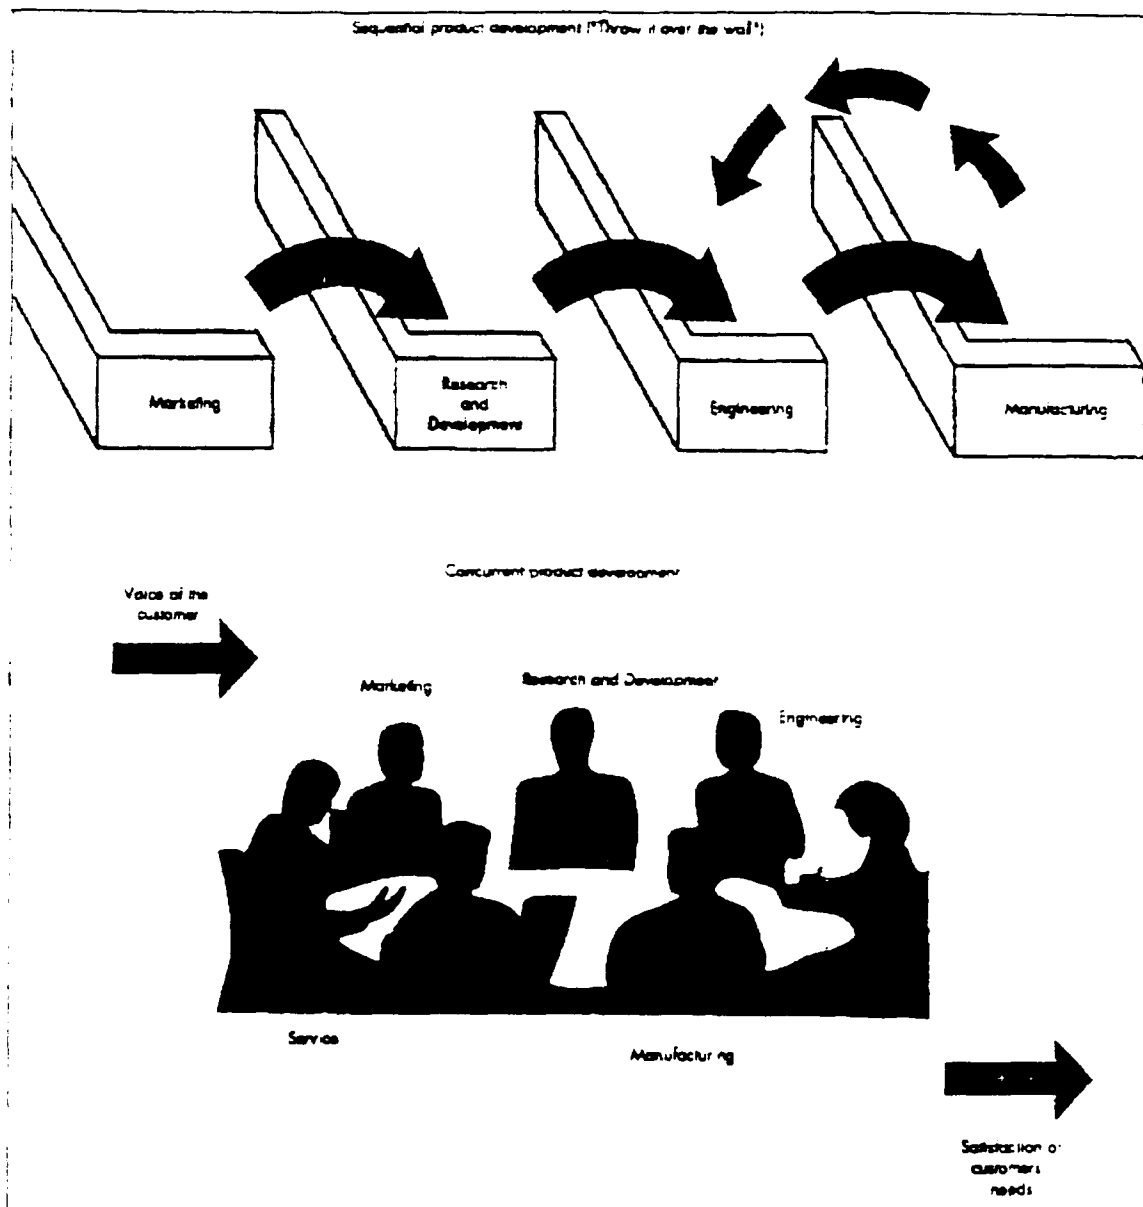 Sequential product development ("Throw it over the wall")
Marketing
Research
and
Development
Engineering
Manufacturing
Concurrent product development
Voice of the
customer
Marketing
Research and Development
Engineering
Service
Manufacturing
Satisfaction of
customers
needs